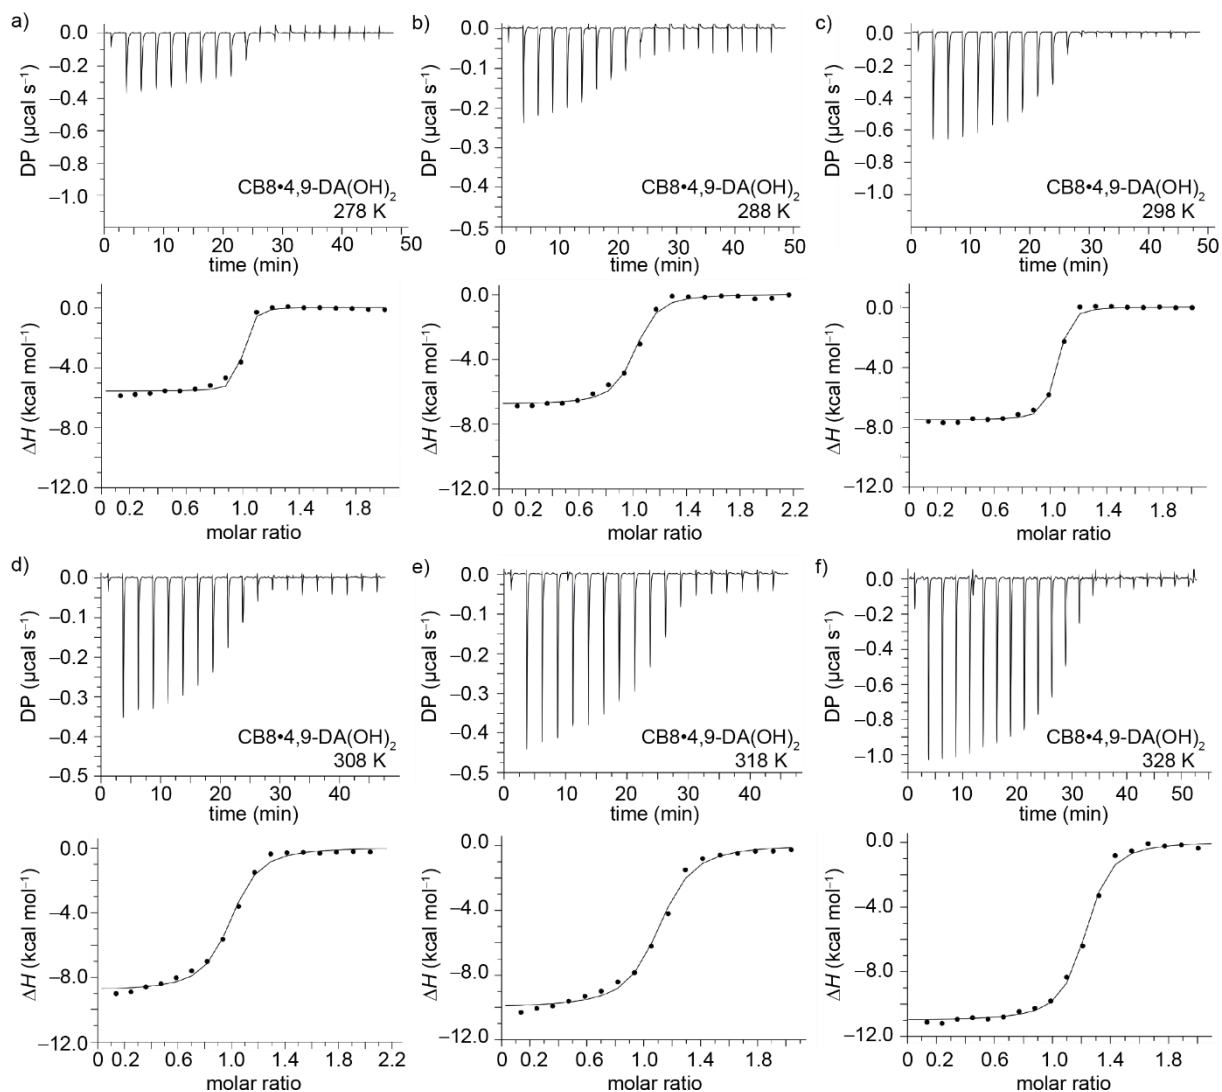 a)
0.0
−0.2
−0.4
−0.6
−0.8
−1.0
DP (µcal s⁻¹)
CB8•4,9-DA(OH)₂
278 K
0 10 20 30 40 50
time (min)
0.0
−4.0
−8.0
−12.0
ΔH (kcal mol⁻¹)
0.2 0.6 1.0 1.4 1.8
molar ratio
b)
0.0
−0.1
−0.2
−0.3
−0.4
−0.5
DP (µcal s⁻¹)
CB8•4,9-DA(OH)₂
288 K
0 10 20 30 40 50
time (min)
0.0
−4.0
−8.0
−12.0
ΔH (kcal mol⁻¹)
0.2 0.6 1.0 1.4 1.8 2.2
molar ratio
c)
0.0
−0.2
−0.4
−0.6
−0.8
−1.0
DP (µcal s⁻¹)
CB8•4,9-DA(OH)₂
298 K
0 10 20 30 40 50
time (min)
0.0
−4.0
−8.0
−12.0
ΔH (kcal mol⁻¹)
0.2 0.6 1.0 1.4 1.8
molar ratio
d)
0.0
−0.1
−0.2
−0.3
−0.4
−0.5
DP (µcal s⁻¹)
CB8•4,9-DA(OH)₂
308 K
0 10 20 30 40
time (min)
0.0
−4.0
−8.0
−12.0
ΔH (kcal mol⁻¹)
0.2 0.6 1.0 1.4 1.8 2.2
molar ratio
e)
0.0
−0.1
−0.2
−0.3
−0.4
−0.5
DP (µcal s⁻¹)
CB8•4,9-DA(OH)₂
318 K
0 10 20 30 40
time (min)
0.0
−4.0
−8.0
−12.0
ΔH (kcal mol⁻¹)
0.2 0.6 1.0 1.4 1.8
molar ratio
f)
0.0
−0.2
−0.4
−0.6
−0.8
−1.0
DP (µcal s⁻¹)
CB8•4,9-DA(OH)₂
328 K
0 10 20 30 40 50
time (min)
0.0
−4.0
−8.0
−12.0
ΔH (kcal mol⁻¹)
0.2 0.6 1.0 1.4 1.8
molar ratio